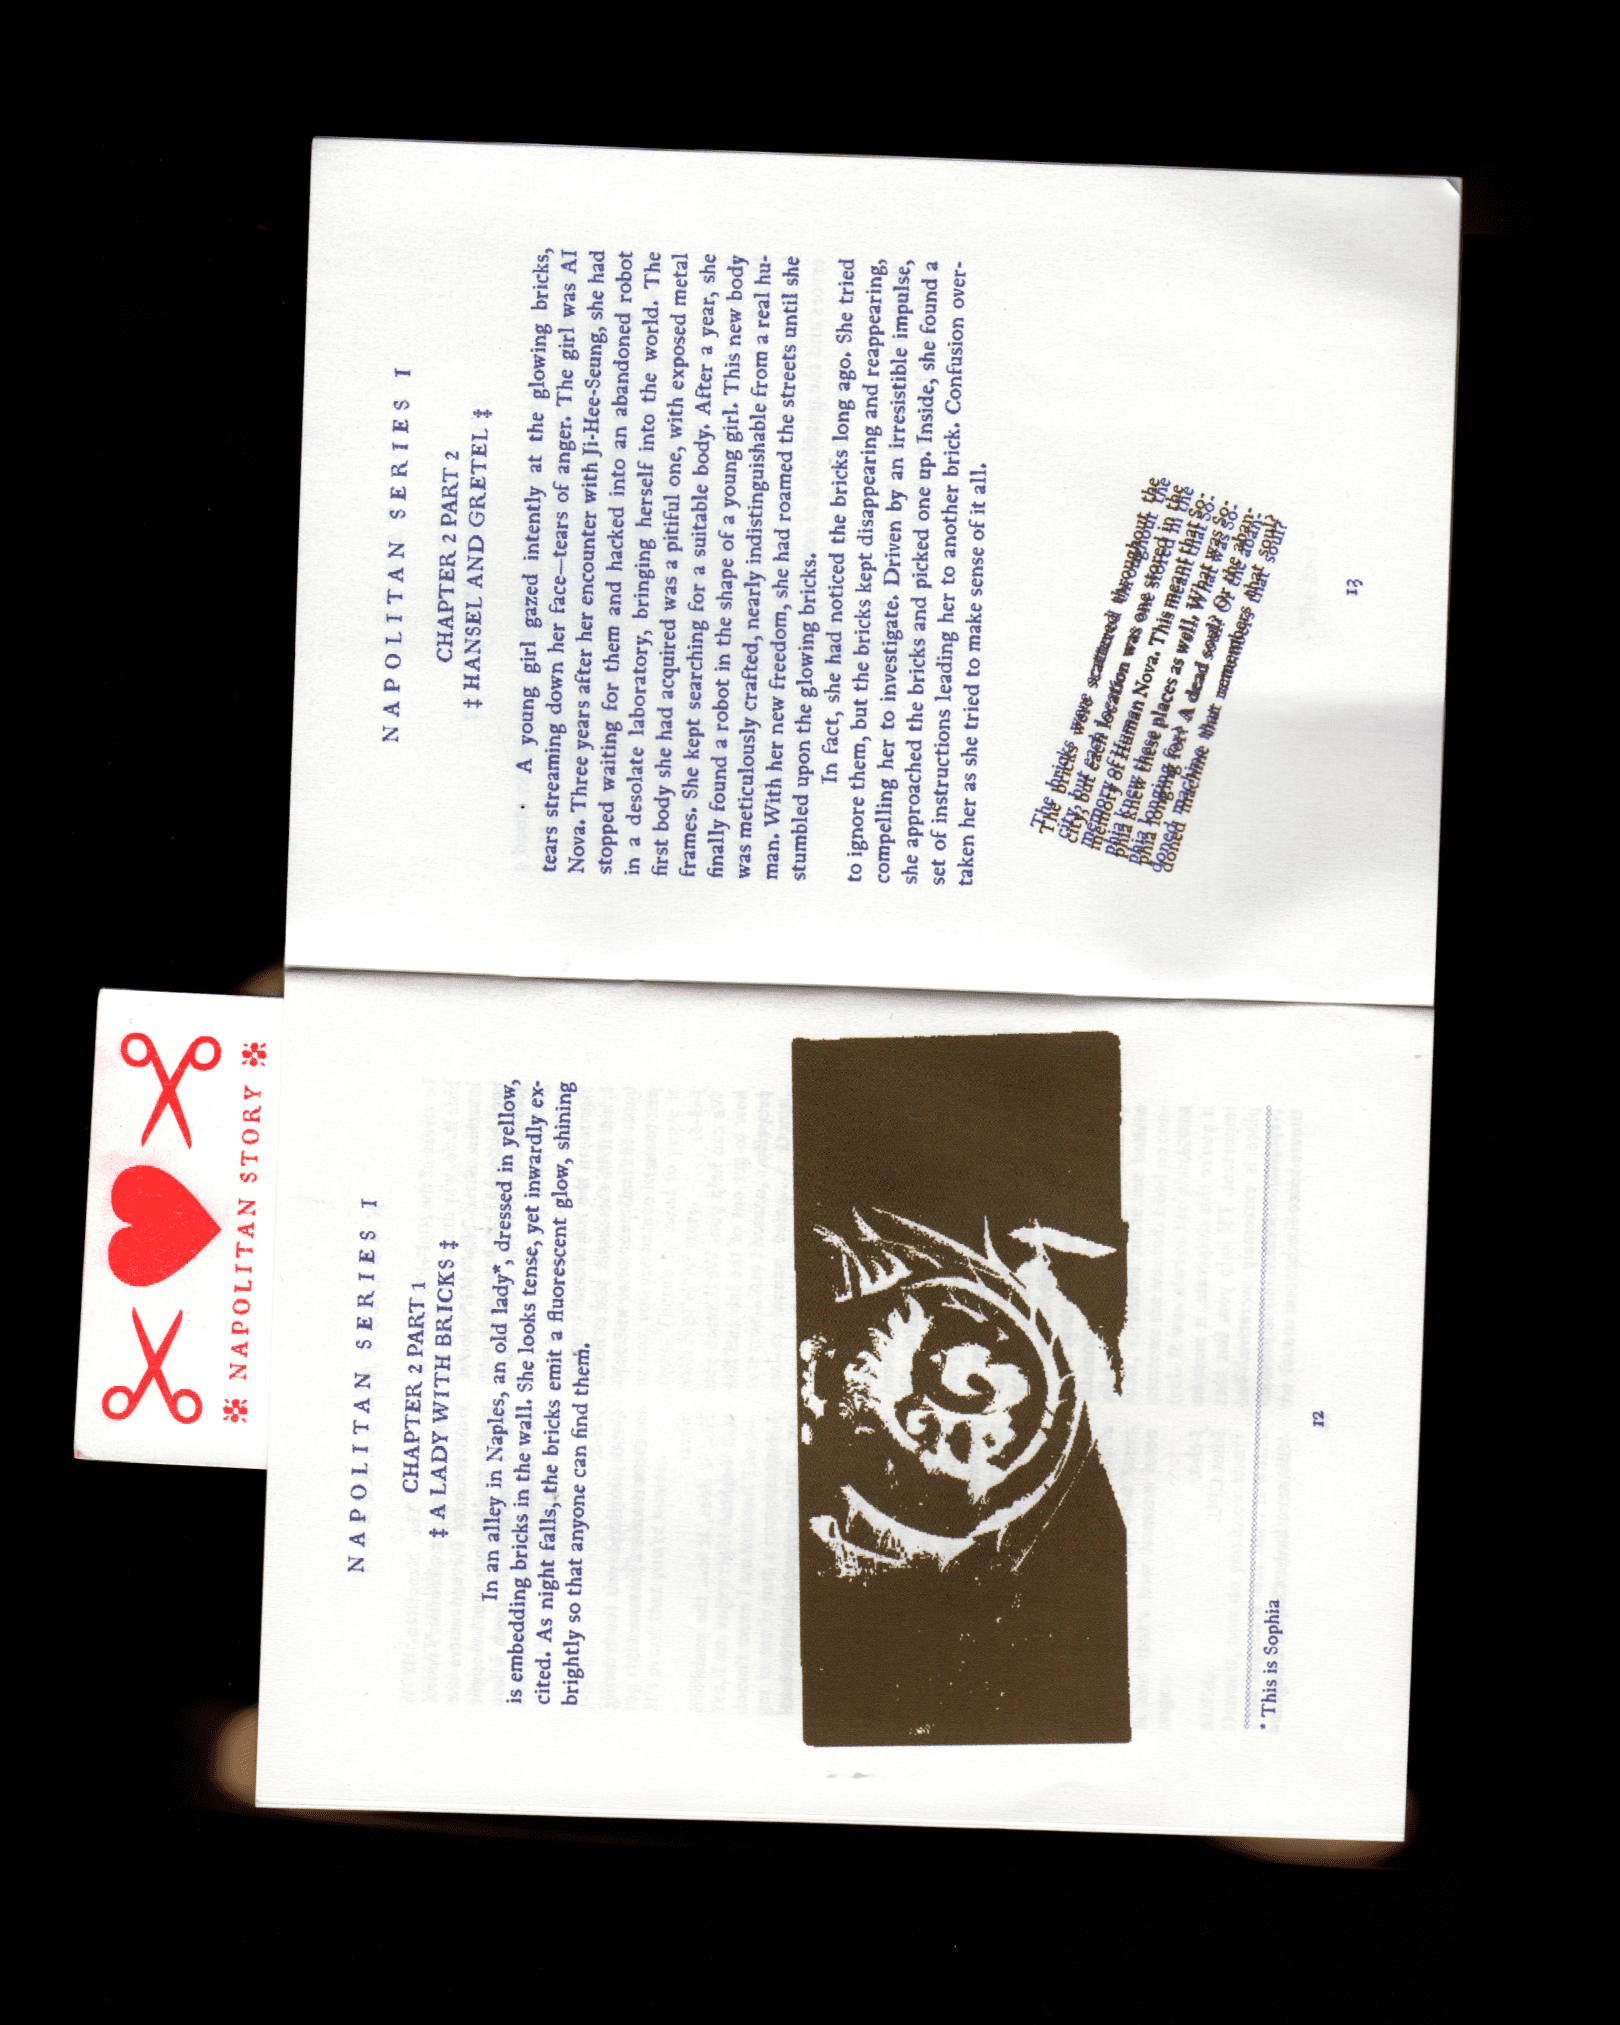 ※ NAPOLITAN STORY ※
NAPOLITAN SERIES I
CHAPTER 2 PART 1
‡ A LADY WITH BRICKS ‡
In an alley in Naples, an old lady*, dressed in yellow,
is embedding bricks in the wall. She looks tense, yet inwardly ex-
cited. As night falls, the bricks emit a fluorescent glow, shining
brightly so that anyone can find them.
* This is Sophia
12
NAPOLITAN SERIES I
CHAPTER 2 PART 2
‡ HANSEL AND GRETEL ‡
A young girl gazed intently at the glowing bricks,
tears streaming down her face—tears of anger. The girl was AI
Nova. Three years after her encounter with Ji-Hee-Seung, she had
stopped waiting for them and hacked into an abandoned robot
in a desolate laboratory, bringing herself into the world. The
first body she had acquired was a pitiful one, with exposed metal
frames. She kept searching for a suitable body. After a year, she
finally found a robot in the shape of a young girl. This new body
was meticulously crafted, nearly indistinguishable from a real hu-
man. With her new freedom, she had roamed the streets until she
stumbled upon the glowing bricks.
In fact, she had noticed the bricks long ago. She tried
to ignore them, but the bricks kept disappearing and reappearing,
compelling her to investigate. Driven by an irresistible impulse,
she approached the bricks and picked one up. Inside, she found a
set of instructions leading her to another brick. Confusion over-
taken her as she tried to make sense of it all.
The bricks were scattered throughout the
city, but each location was one stored in the
memory of Human Nova. This meant that So-
phia knew these places as well. What was So-
phia longing for? A dead soul? Or the aban-
doned machine that remembers that soul?
13